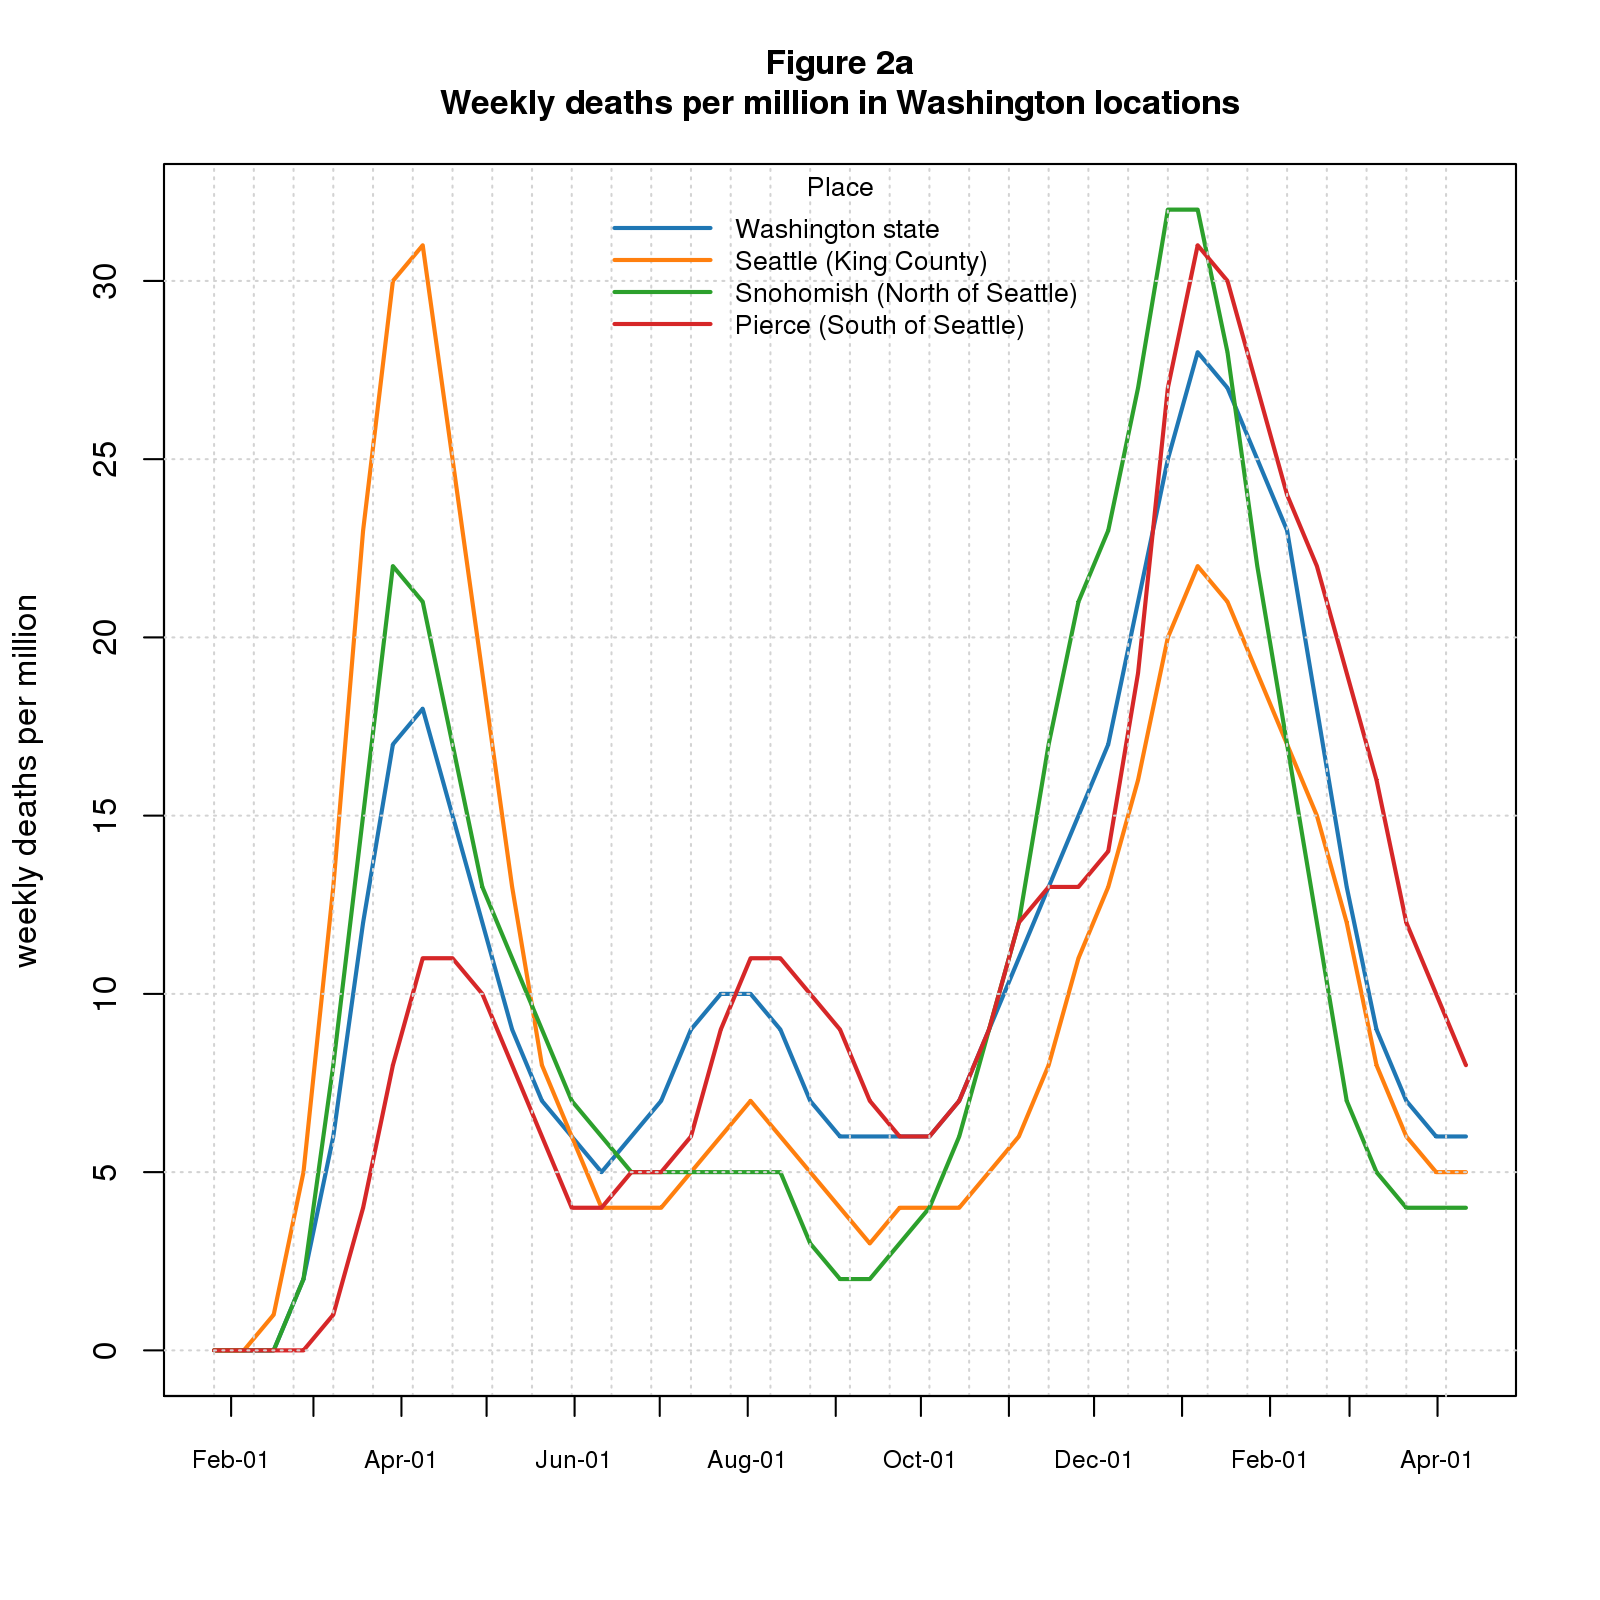 Figure 2a
Weekly deaths per million in Washington locations
Place
Washington state
Seattle (King County)
Snohomish (North of Seattle)
Pierce (South of Seattle)
weekly deaths per million
30
25
20
15
10
5
0
Feb-01
Apr-01
Jun-01
Aug-01
Oct-01
Dec-01
Feb-01
Apr-01